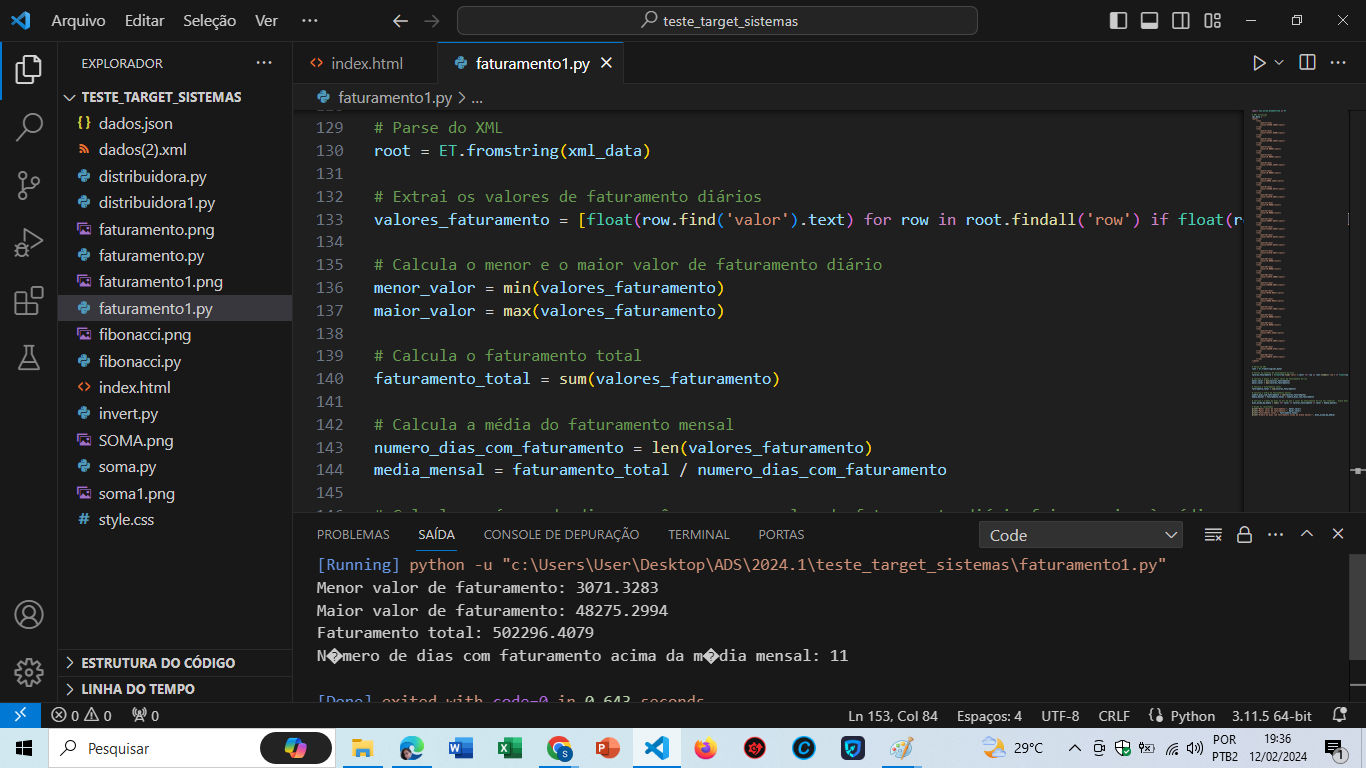 Arquivo Editar Seleção Ver ··· teste_target_sistemas
EXPLORADOR
index.html
faturamento1.py
TESTE_TARGET_SISTEMAS
faturamento1.py > ...
dados.json
dados(2).xml
distribuidora.py
distribuidora1.py
faturamento.png
faturamento.py
faturamento1.png
faturamento1.py
fibonacci.png
fibonacci.py
index.html
invert.py
SOMA.png
soma.py
soma1.png
style.css
ESTRUTURA DO CÓDIGO
LINHA DO TEMPO
129 # Parse do XML
130 root = ET.fromstring(xml_data)
131
132 # Extrai os valores de faturamento diários
133 valores_faturamento = [float(row.find('valor').text) for row in root.findall('row') if float(r
134
135 # Calcula o menor e o maior valor de faturamento diário
136 menor_valor = min(valores_faturamento)
137 maior_valor = max(valores_faturamento)
138
139 # Calcula o faturamento total
140 faturamento_total = sum(valores_faturamento)
141
142 # Calcula a média do faturamento mensal
143 numero_dias_com_faturamento = len(valores_faturamento)
144 media_mensal = faturamento_total / numero_dias_com_faturamento
145
PROBLEMAS SAÍDA CONSOLE DE DEPURAÇÃO TERMINAL PORTAS Code
[Running] python -u "c:\Users\User\Desktop\ADS\2024.1\teste_target_sistemas\faturamento1.py"
Menor valor de faturamento: 3071.3283
Maior valor de faturamento: 48275.2994
Faturamento total: 502296.4079
N�mero de dias com faturamento acima da m�dia mensal: 11
[Done] exited with code=0 in 0.643 seconds
0 0 0 Ln 153, Col 84 Espaços: 4 UTF-8 CRLF Python 3.11.5 64-bit
Pesquisar 29°C POR 19:36
PTB2 12/02/2024 1